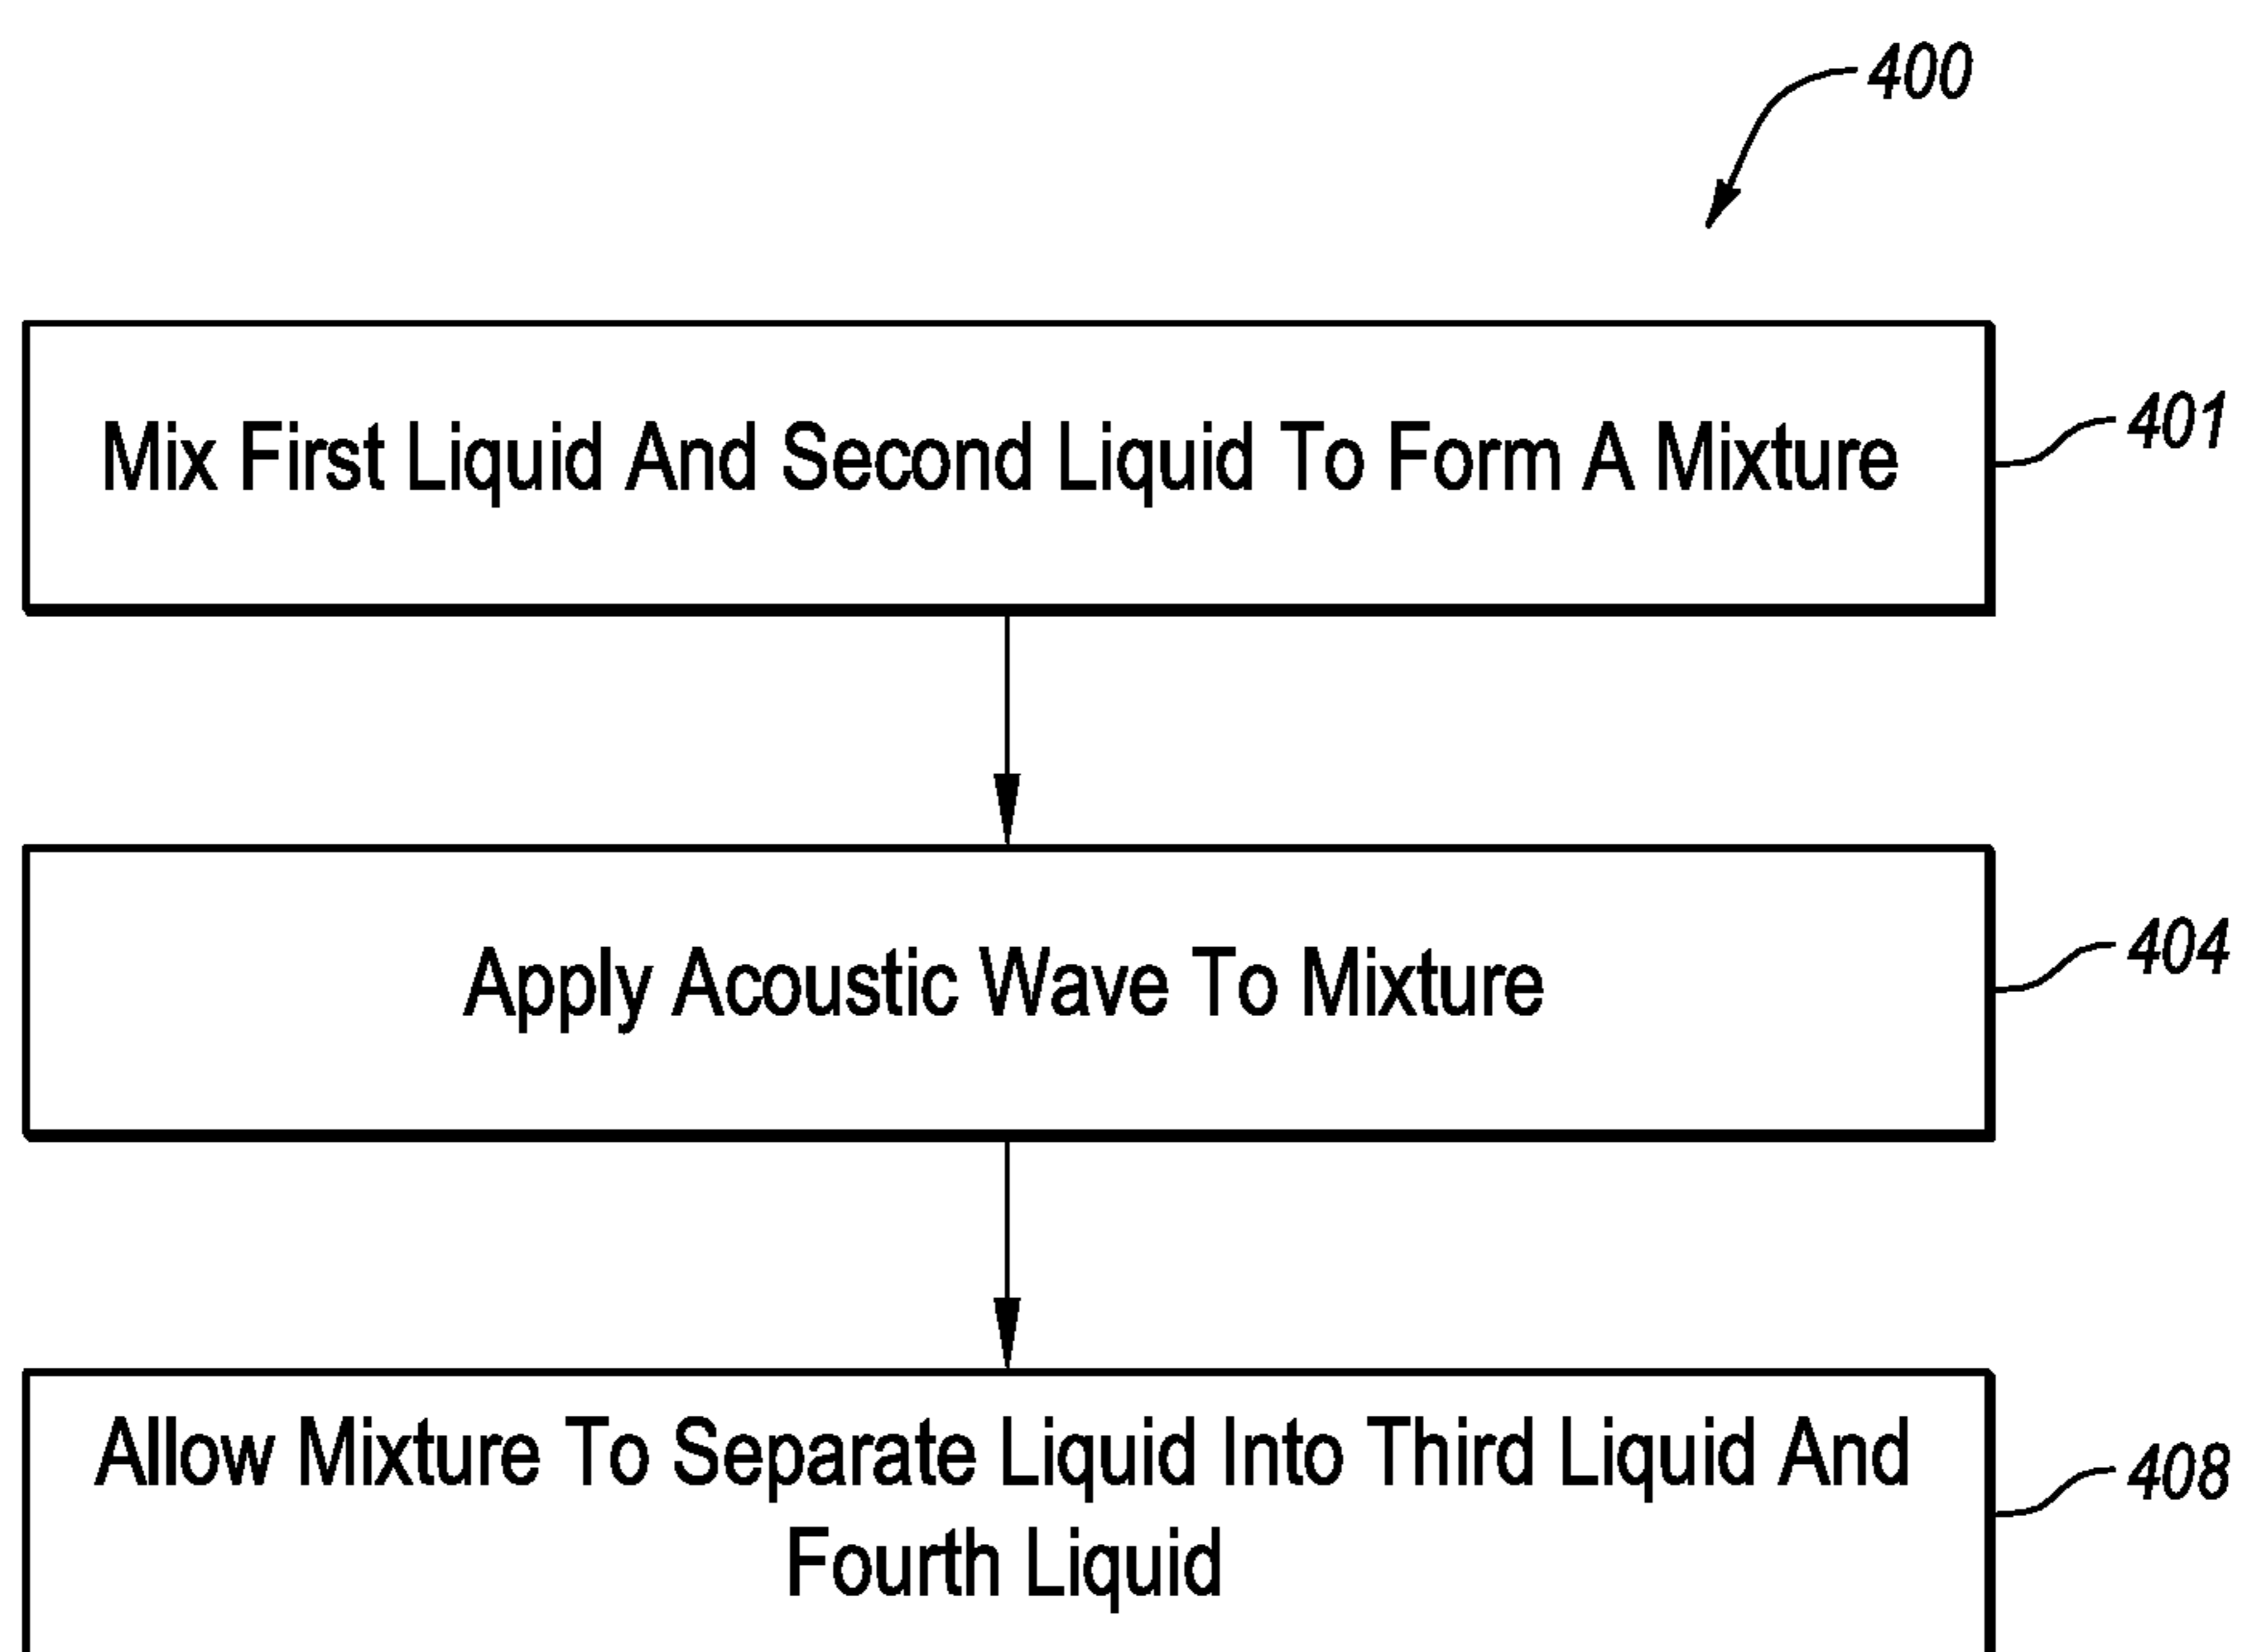 400
Mix First Liquid And Second Liquid To Form A Mixture
401
Apply Acoustic Wave To Mixture
404
Allow Mixture To Separate Liquid Into Third Liquid And
Fourth Liquid
408